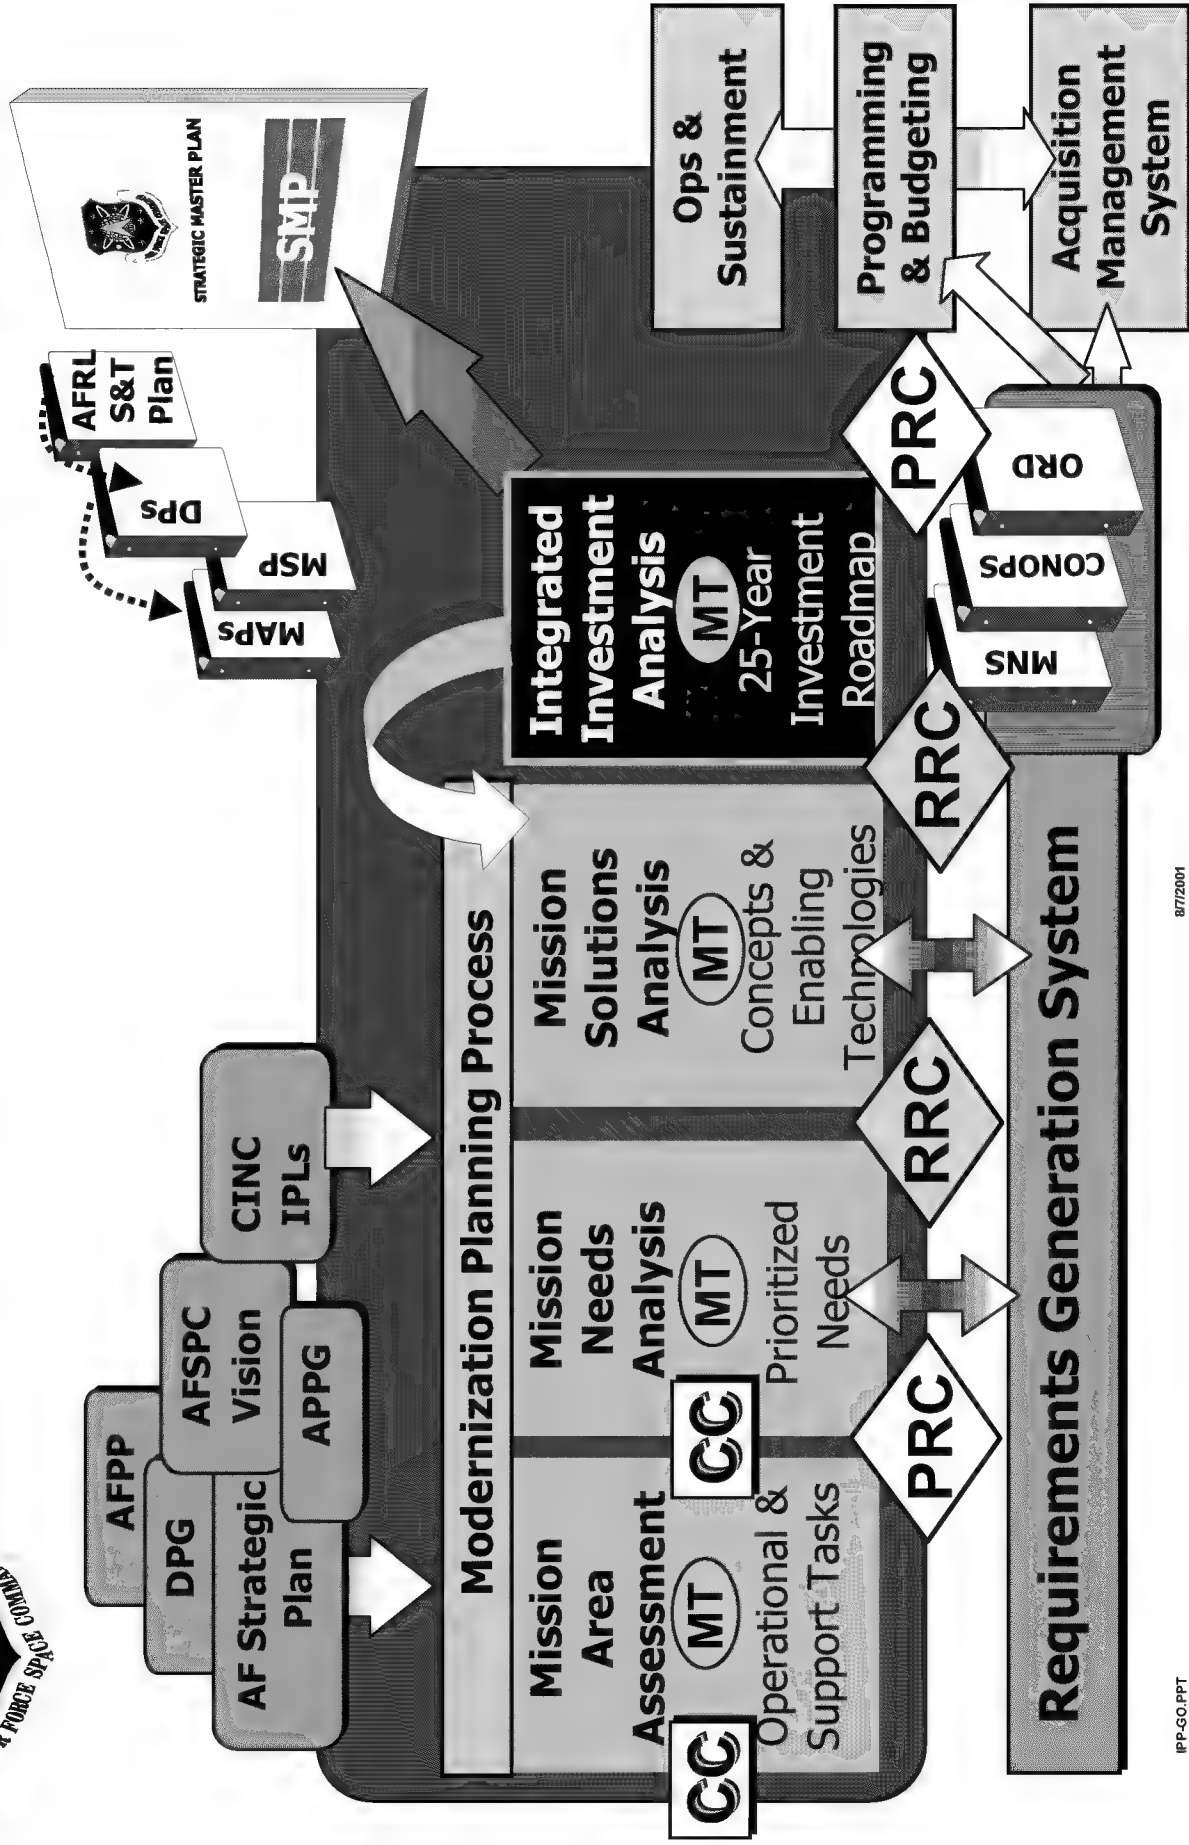 R FORCE SPACE COMMA
AFPP
DPG
AF Strategic
Plan
AFSPC
Vision
APPG
CINC
IPLs
MAPs
MSP
DPs
AFRL
S&T
Plan
STRATEGIC MASTER PLAN
SMP
Modernization Planning Process
Mission
Area
Assessment
MT
Operational &
Support Tasks
CC
CC
Mission
Needs
Analysis
MT
Prioritized
Needs
Mission
Solutions
Analysis
MT
Concepts &
Enabling
Technologies
Integrated
Investment
Analysis
MT
25-Year
Investment
Roadmap
PRC
RRC
RRC
PRC
Requirements Generation System
MNS
CONOPS
ORD
Ops &
Sustainment
Programming
& Budgeting
Acquisition
Management
System
IPP-GO.PPT
8/7/2001